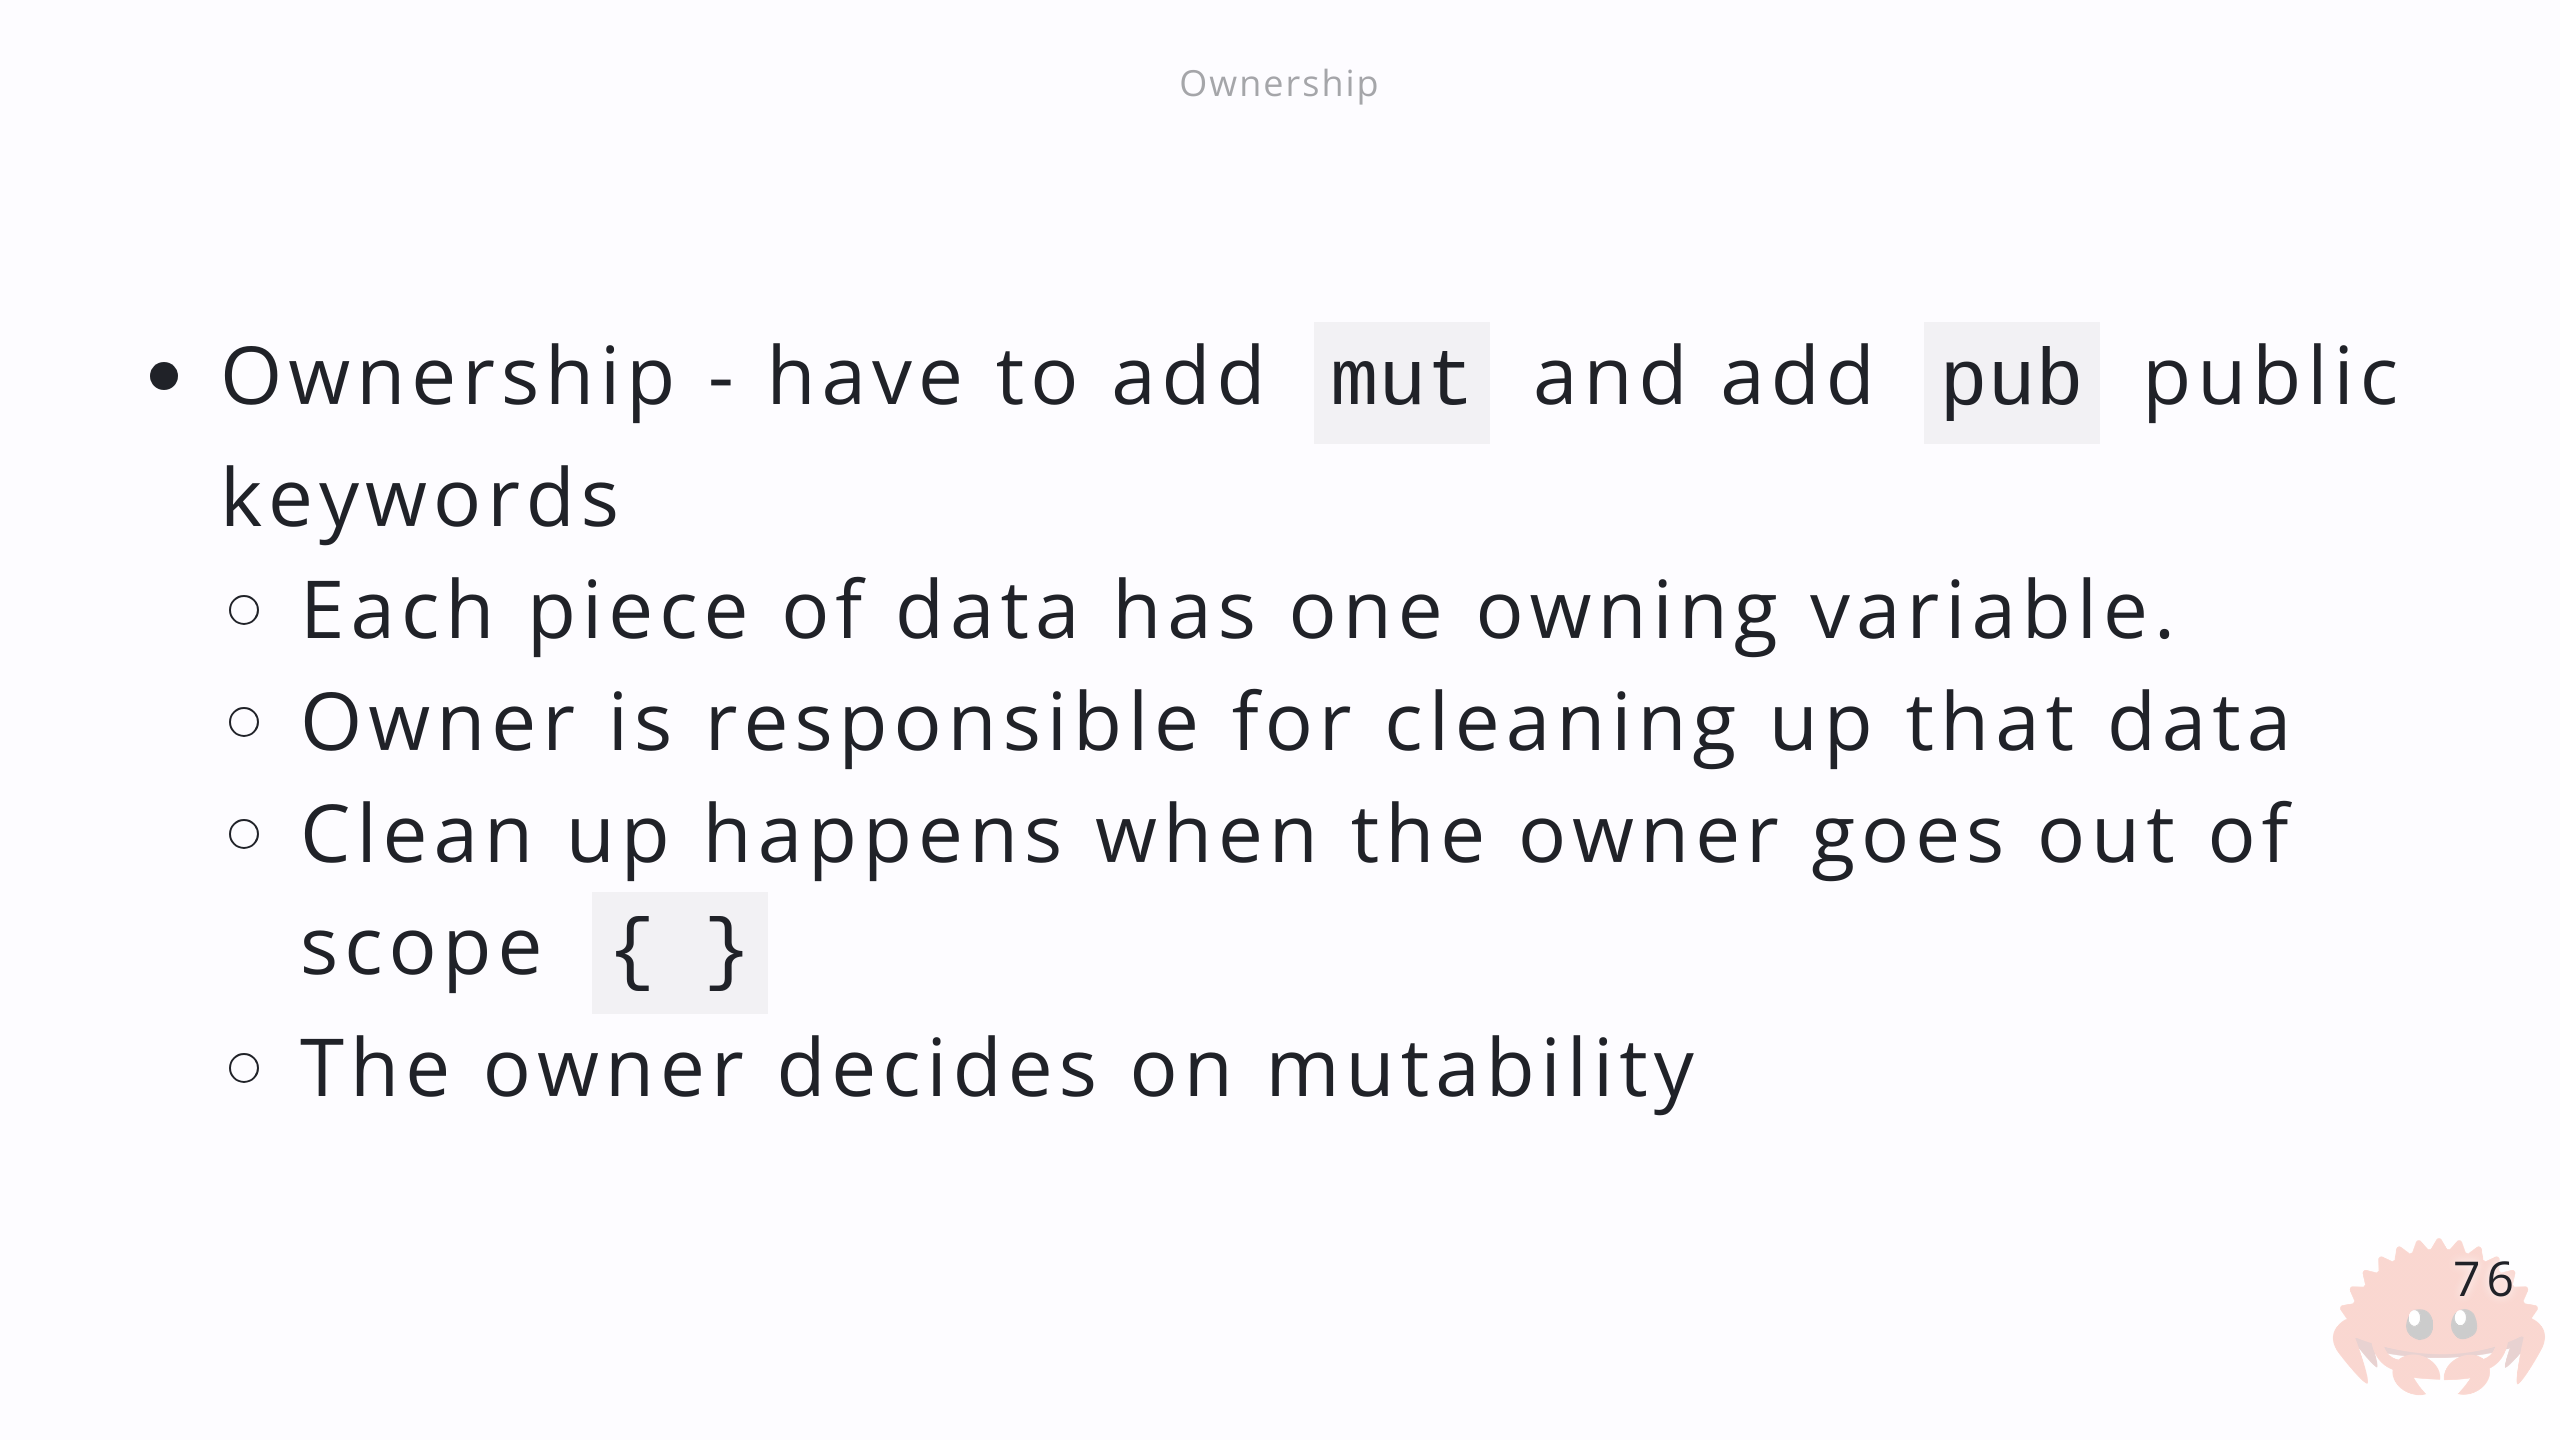 Ownership
Ownership - have to add mut and add pub public
keywords
Each piece of data has one owning variable.
Owner is responsible for cleaning up that data
Clean up happens when the owner goes out of
scope { }
The owner decides on mutability
76